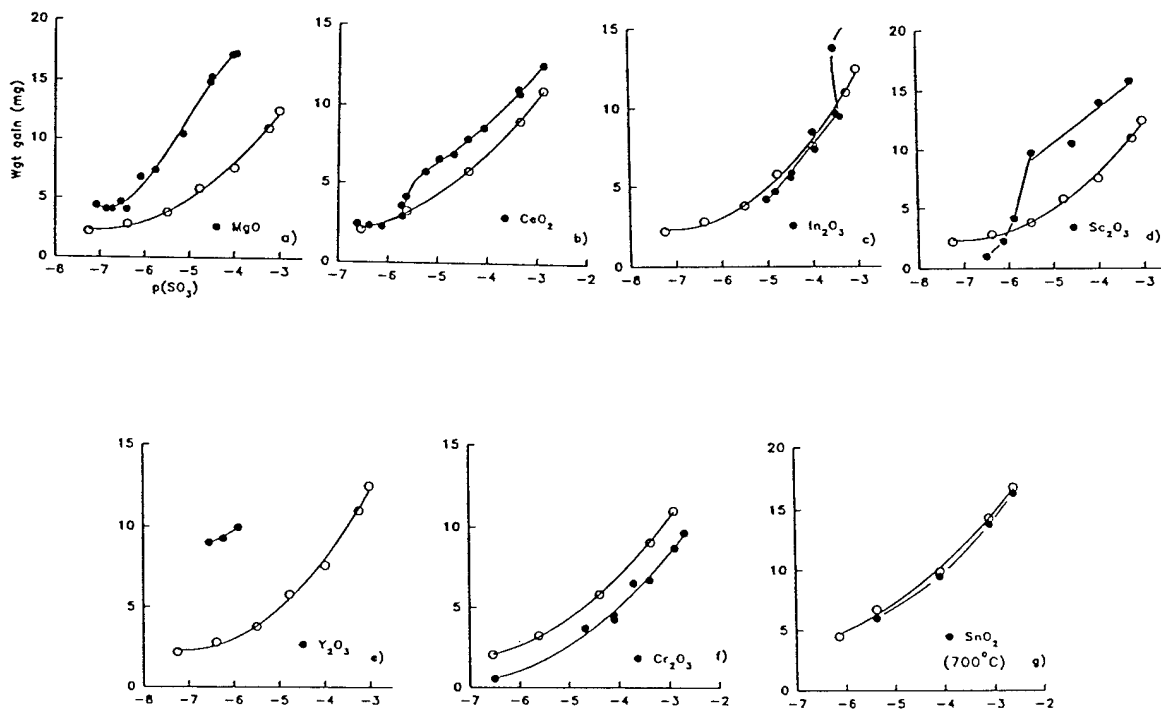 Wgt gain (mg)
20
15
10
5
0
MgO
a)
-8 -7 -6 -5 -4 -3
p(SO₃)
15
10
5
0
CeO₂
b)
-7 -6 -5 -4 -3 -2
15
10
5
0
In₂O₃
c)
-8 -7 -6 -5 -4 -3
20
15
10
5
0
Sc₂O₃
d)
-8 -7 -6 -5 -4 -3
15
10
5
0
Y₂O₃
e)
-8 -7 -6 -5 -4 -3
15
10
5
0
Cr₂O₃
f)
-7 -6 -5 -4 -3 -2
20
15
10
5
0
SnO₂
(700°C)
g)
-7 -6 -5 -4 -3 -2